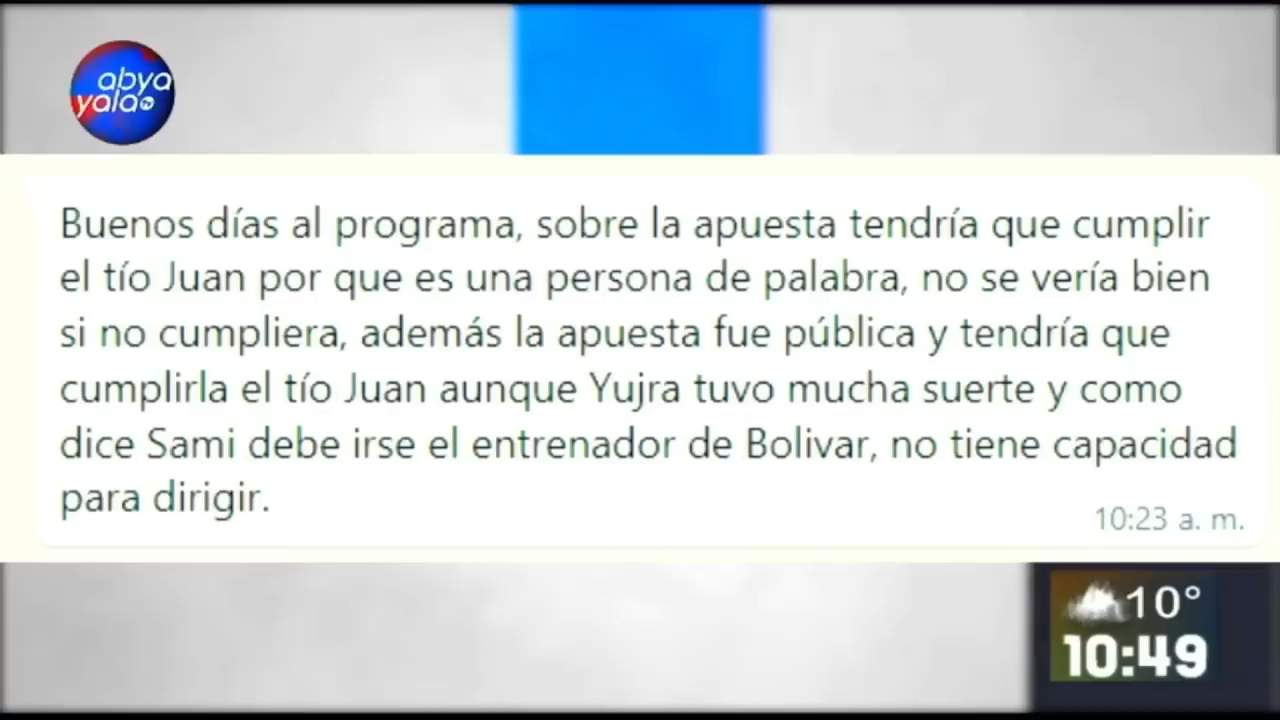 abya
yala tv
Buenos días al programa, sobre la apuesta tendría que cumplir
el tío Juan por que es una persona de palabra, no se vería bien
si no cumpliera, además la apuesta fue pública y tendría que
cumplirla el tío Juan aunque Yujra tuvo mucha suerte y como
dice Sami debe irse el entrenador de Bolivar, no tiene capacidad
para dirigir.
10:23 a. m.
10°
10:49